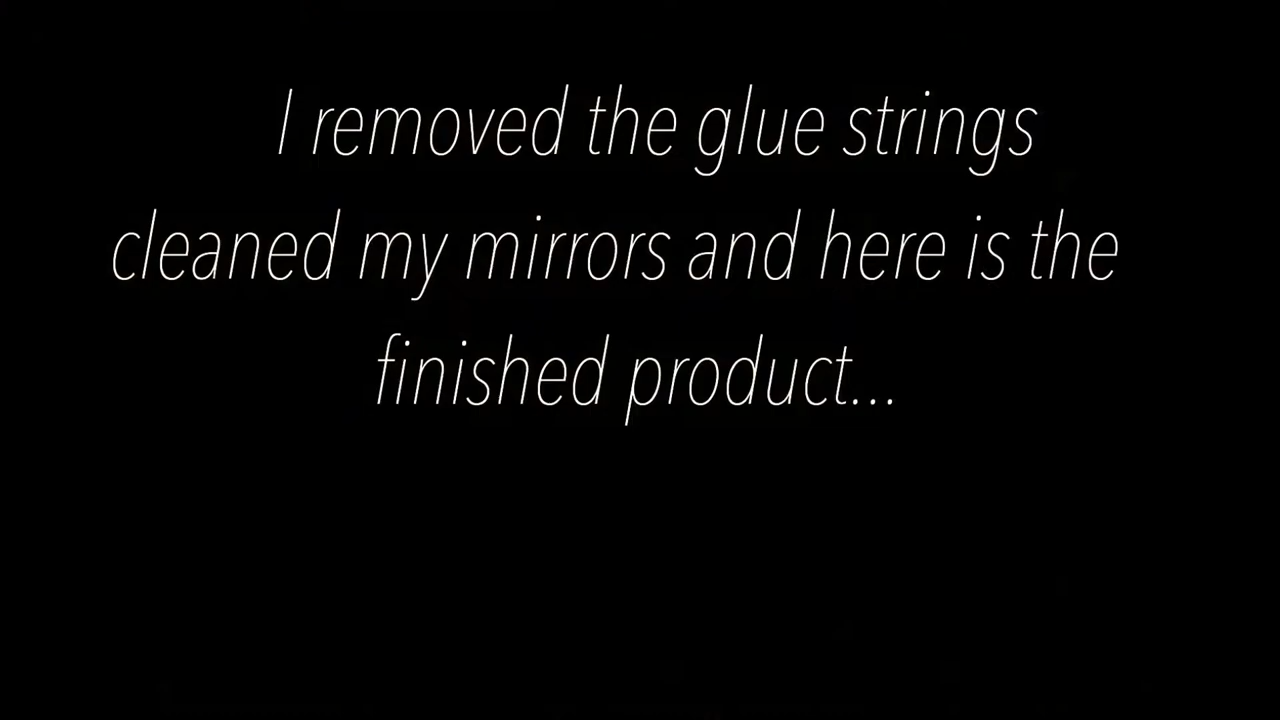 I removed the glue strings
cleaned my mirrors and here is the
finished product...